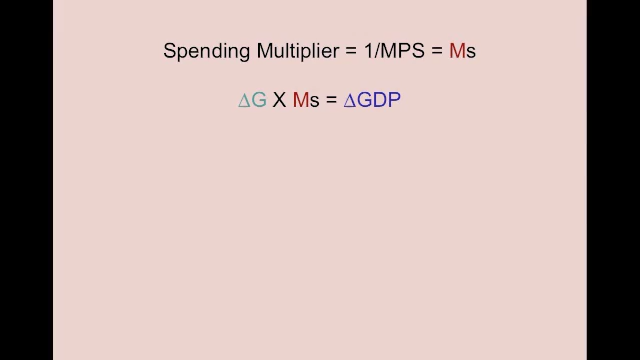 Spending Multiplier = 1/MPS = Ms
∆G X Ms = ∆GDP